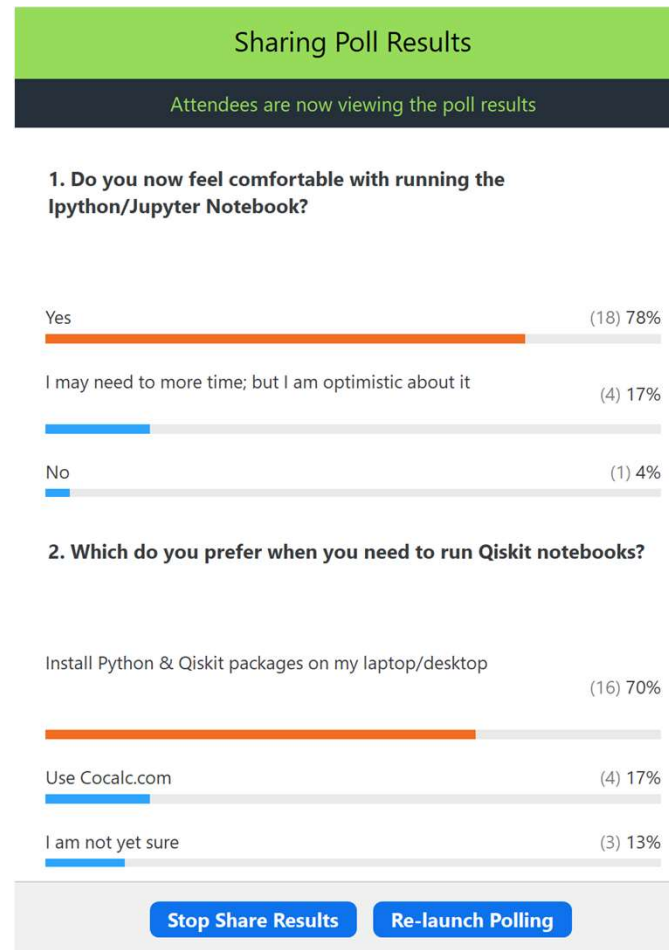 Sharing Poll Results
Attendees are now viewing the poll results
1. Do you now feel comfortable with running the
Ipython/Jupyter Notebook?
Yes (18) 78%
I may need to more time; but I am optimistic about it (4) 17%
No (1) 4%
2. Which do you prefer when you need to run Qiskit notebooks?
Install Python & Qiskit packages on my laptop/desktop
(16) 70%
Use Cocalc.com (4) 17%
I am not yet sure (3) 13%
Stop Share Results Re-launch Polling